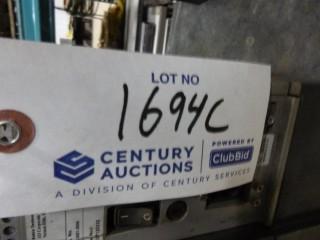 LOT NO
1694C
CENTURY AUCTIONS
POWERED BY
ClubBid
A DIVISION OF CENTURY SERVICES